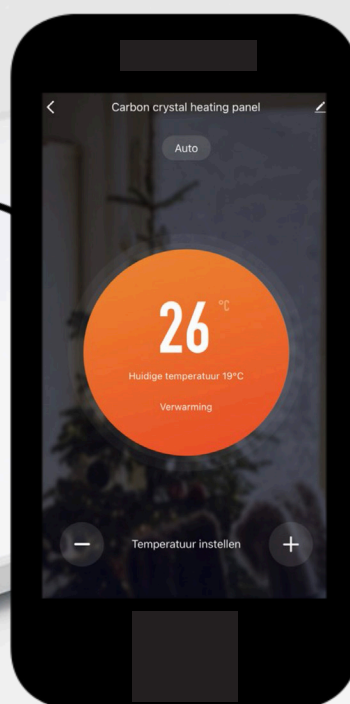 Carbon crystal heating panel
Auto
26 °C
Huidige temperatuur 19°C
Verwarming
Temperatuur instellen